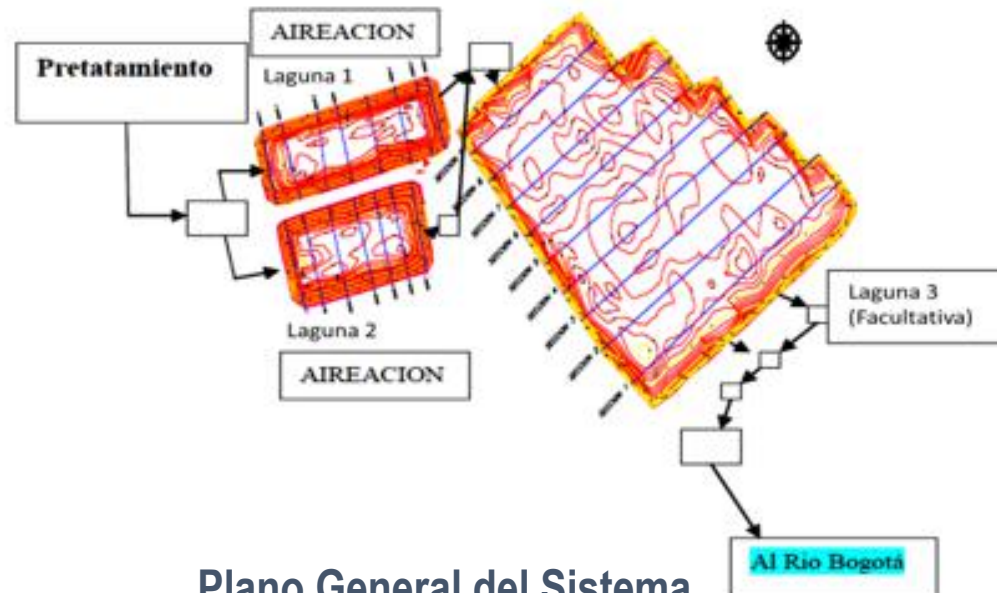 AIREACION
Pretatamiento
Laguna 1
Laguna 2
AIREACION
Laguna 3
(Facultativa)
Al Rio Bogotá
Plano General del Sistema